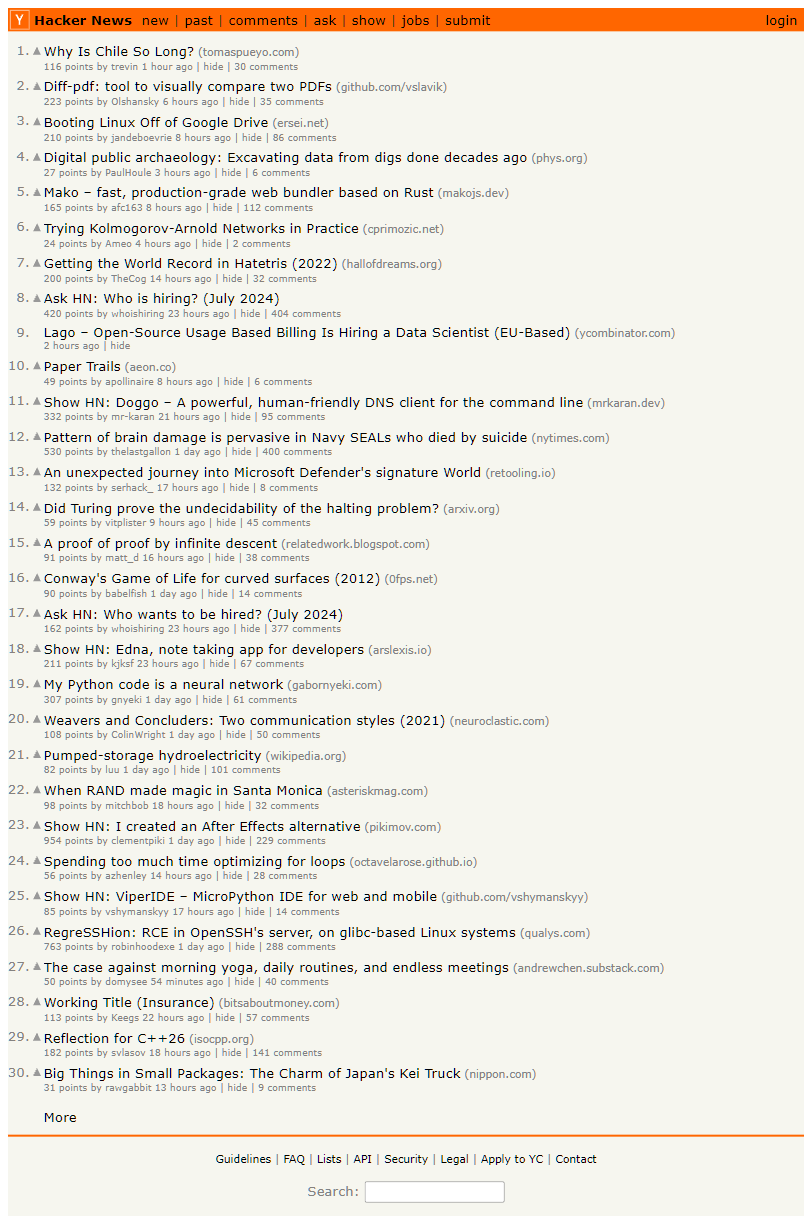 Y Hacker News new | past | comments | ask | show | jobs | submit login
1. Why Is Chile So Long? (tomaspueyo.com)
116 points by trevin 1 hour ago | hide | 30 comments
2. Diff-pdf: tool to visually compare two PDFs (github.com/vslavik)
223 points by Olshansky 6 hours ago | hide | 35 comments
3. Booting Linux Off of Google Drive (ersei.net)
210 points by jandeboevrie 8 hours ago | hide | 86 comments
4. Digital public archaeology: Excavating data from digs done decades ago (phys.org)
27 points by PaulHoule 3 hours ago | hide | 6 comments
5. Mako – fast, production-grade web bundler based on Rust (makojs.dev)
165 points by afc163 8 hours ago | hide | 112 comments
6. Trying Kolmogorov-Arnold Networks in Practice (cprimozic.net)
24 points by Ameo 4 hours ago | hide | 2 comments
7. Getting the World Record in Hatetris (2022) (hallofdreams.org)
200 points by TheCog 14 hours ago | hide | 32 comments
8. Ask HN: Who is hiring? (July 2024)
420 points by whoishiring 23 hours ago | hide | 404 comments
9. Lago – Open-Source Usage Based Billing Is Hiring a Data Scientist (EU-Based) (ycombinator.com)
2 hours ago | hide
10. Paper Trails (aeon.co)
49 points by apollinaire 8 hours ago | hide | 6 comments
11. Show HN: Doggo – A powerful, human-friendly DNS client for the command line (mrkaran.dev)
332 points by mr-karan 21 hours ago | hide | 95 comments
12. Pattern of brain damage is pervasive in Navy SEALs who died by suicide (nytimes.com)
530 points by thelastgallon 1 day ago | hide | 400 comments
13. An unexpected journey into Microsoft Defender's signature World (retooling.io)
132 points by serhack_ 17 hours ago | hide | 8 comments
14. Did Turing prove the undecidability of the halting problem? (arxiv.org)
59 points by vitplister 9 hours ago | hide | 45 comments
15. A proof of proof by infinite descent (relatedwork.blogspot.com)
91 points by matt_d 16 hours ago | hide | 38 comments
16. Conway's Game of Life for curved surfaces (2012) (0fps.net)
90 points by babelfish 1 day ago | hide | 14 comments
17. Ask HN: Who wants to be hired? (July 2024)
162 points by whoishiring 23 hours ago | hide | 377 comments
18. Show HN: Edna, note taking app for developers (arslexis.io)
211 points by kjksf 23 hours ago | hide | 67 comments
19. My Python code is a neural network (gabornyeki.com)
307 points by gnyeki 1 day ago | hide | 61 comments
20. Weavers and Concluders: Two communication styles (2021) (neuroclastic.com)
108 points by ColinWright 1 day ago | hide | 50 comments
21. Pumped-storage hydroelectricity (wikipedia.org)
82 points by luu 1 day ago | hide | 101 comments
22. When RAND made magic in Santa Monica (asteriskmag.com)
98 points by mitchbob 18 hours ago | hide | 32 comments
23. Show HN: I created an After Effects alternative (pikimov.com)
954 points by clementpiki 1 day ago | hide | 229 comments
24. Spending too much time optimizing for loops (octavelarose.github.io)
56 points by azhenley 14 hours ago | hide | 28 comments
25. Show HN: ViperIDE – MicroPython IDE for web and mobile (github.com/vshymanskyy)
85 points by vshymanskyy 17 hours ago | hide | 14 comments
26. RegreSSHion: RCE in OpenSSH's server, on glibc-based Linux systems (qualys.com)
763 points by robinhoodexe 1 day ago | hide | 288 comments
27. The case against morning yoga, daily routines, and endless meetings (andrewchen.substack.com)
50 points by domysee 54 minutes ago | hide | 40 comments
28. Working Title (Insurance) (bitsaboutmoney.com)
113 points by Keegs 22 hours ago | hide | 57 comments
29. Reflection for C++26 (isocpp.org)
182 points by svlasov 18 hours ago | hide | 141 comments
30. Big Things in Small Packages: The Charm of Japan's Kei Truck (nippon.com)
31 points by rawgabbit 13 hours ago | hide | 9 comments
More
Guidelines | FAQ | Lists | API | Security | Legal | Apply to YC | Contact
Search: